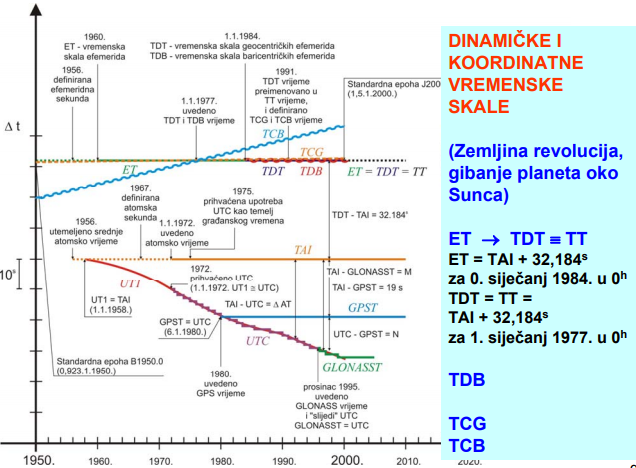 1960.
ET - vremenska
skala efemerida
1956.
definirana
efemeridna
sekunda
1.1.1984.
TDT - vremenska skala geocentričkih efemerida
TDB - vremenska skala baricentričkih efemerida
1991.
TDT vrijeme
preimenovano u
TT vrijeme,
i definirano
TCG i TCB vrijeme
Standardna epoha J200
(1,5.1.2000.)
1.1.1977.
uvedeno
TDT i TDB vrijeme
Δ t
TCB
TCG
ET
TDT TDB ET = TDT = TT
1967.
definirana
atomska
sekunda
1975.
prihvaćena upotreba
UTC kao temelj
građanskog vremena
TDT - TAI = 32.184ˢ
1956.
utemeljeno srednje
atomsko vrijeme
1.1.1972.
uvedeno
atomsko vrijeme
TAI
10ˢ
UT1
1972.
prihvaćeno UTC
(1.1.1972. UT1 ≅ UTC)
TAI - GLONASST = M
TAI - GPST = 19 s
UT1 = TAI
(1.1.1958.)
TAI - UTC = Δ AT
GPST
GPST = UTC
(6.1.1980.)
UTC
UTC - GPST = N
GLONASST
Standardna epoha B1950.0
(0,923.1.1950.)
1980.
uvedeno
GPS vrijeme
prosinac 1995.
uvedeno
GLONASS vrijeme
i "slijedi" UTC
GLONASST = UTC
1950. 1960. 1970. 1980. 1990. 2000. 2010. 2020.
DINAMIČKE I
KOORDINATNE
VREMENSKE
SKALE
(Zemljina revolucija,
gibanje planeta oko
Sunca)
ET → TDT ≡ TT
ET = TAI + 32,184ˢ
za 0. siječanj 1984. u 0ʰ
TDT = TT =
TAI + 32,184ˢ
za 1. siječanj 1977. u 0ʰ
TDB
TCG
TCB